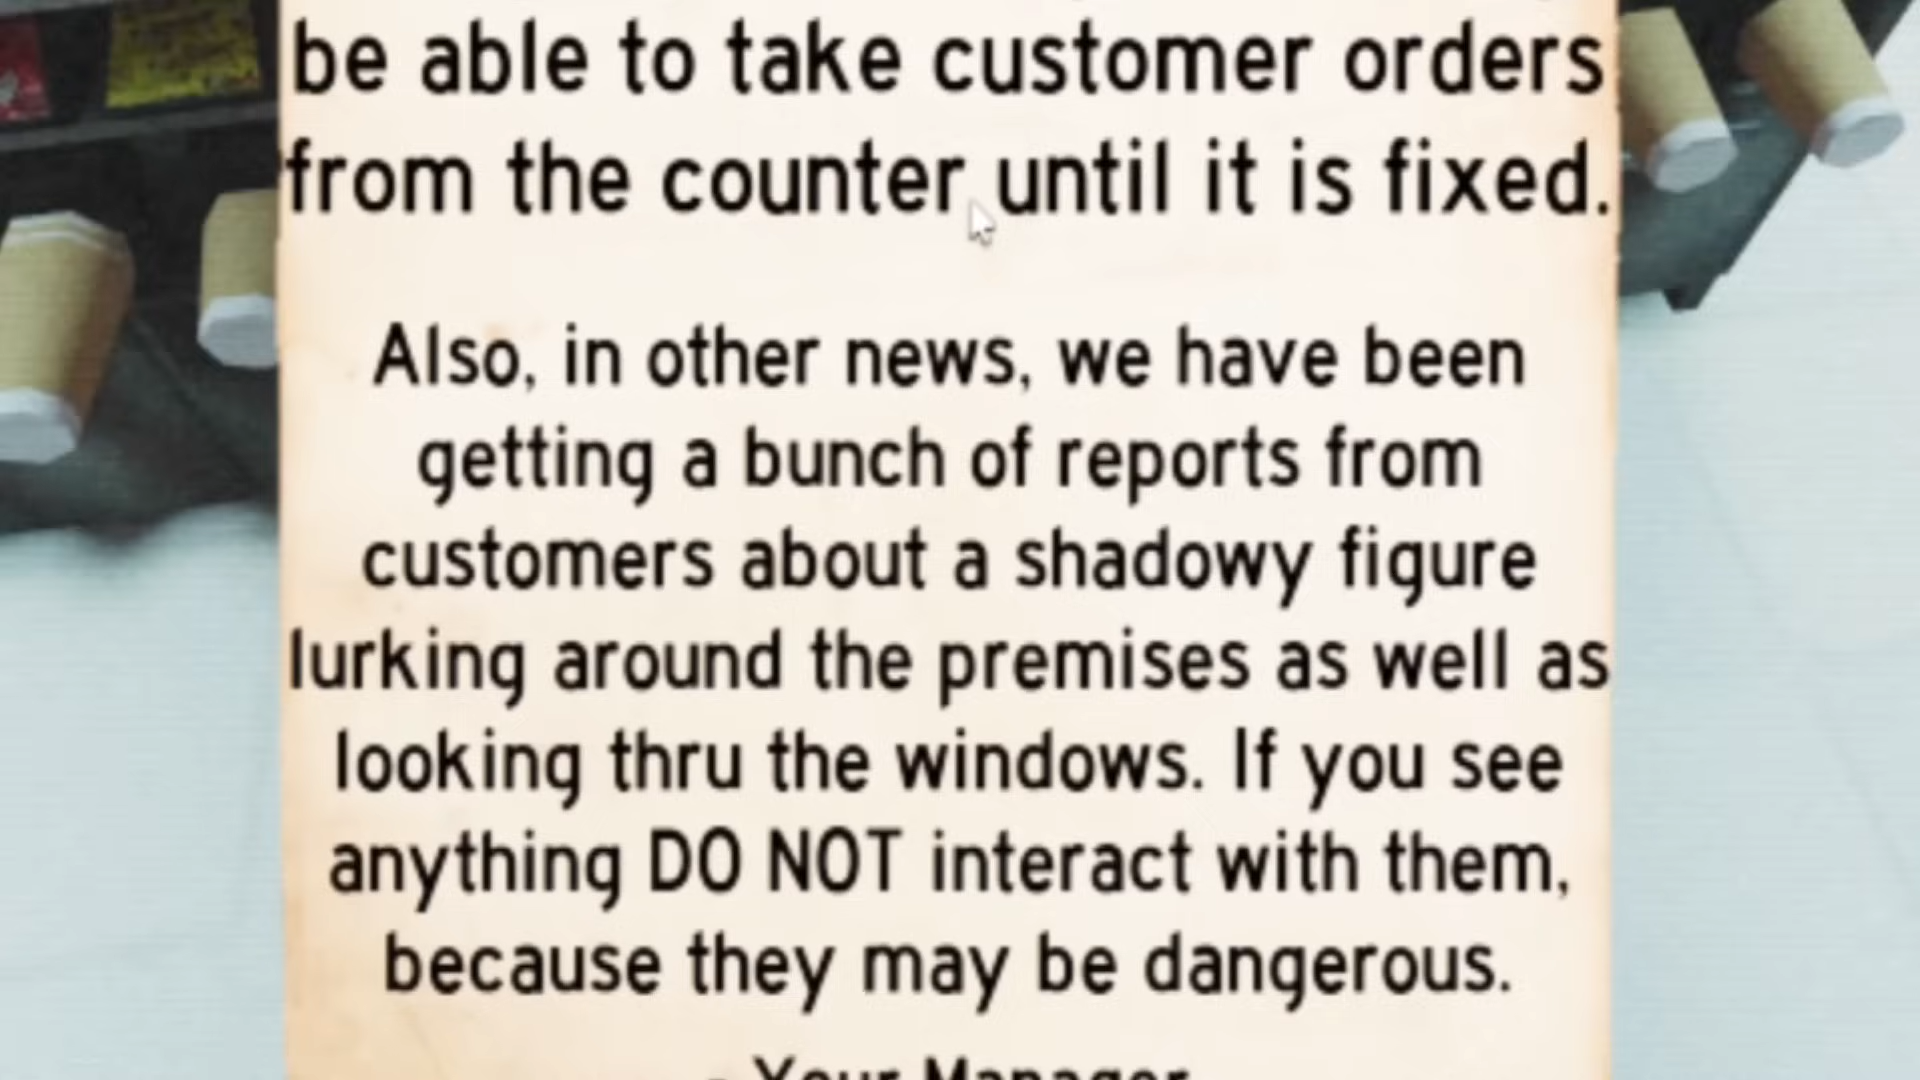 be able to take customer orders
from the counter until it is fixed.
Also, in other news, we have been
getting a bunch of reports from
customers about a shadowy figure
lurking around the premises as well as
looking thru the windows. If you see
anything DO NOT interact with them,
because they may be dangerous.
- Your Manager